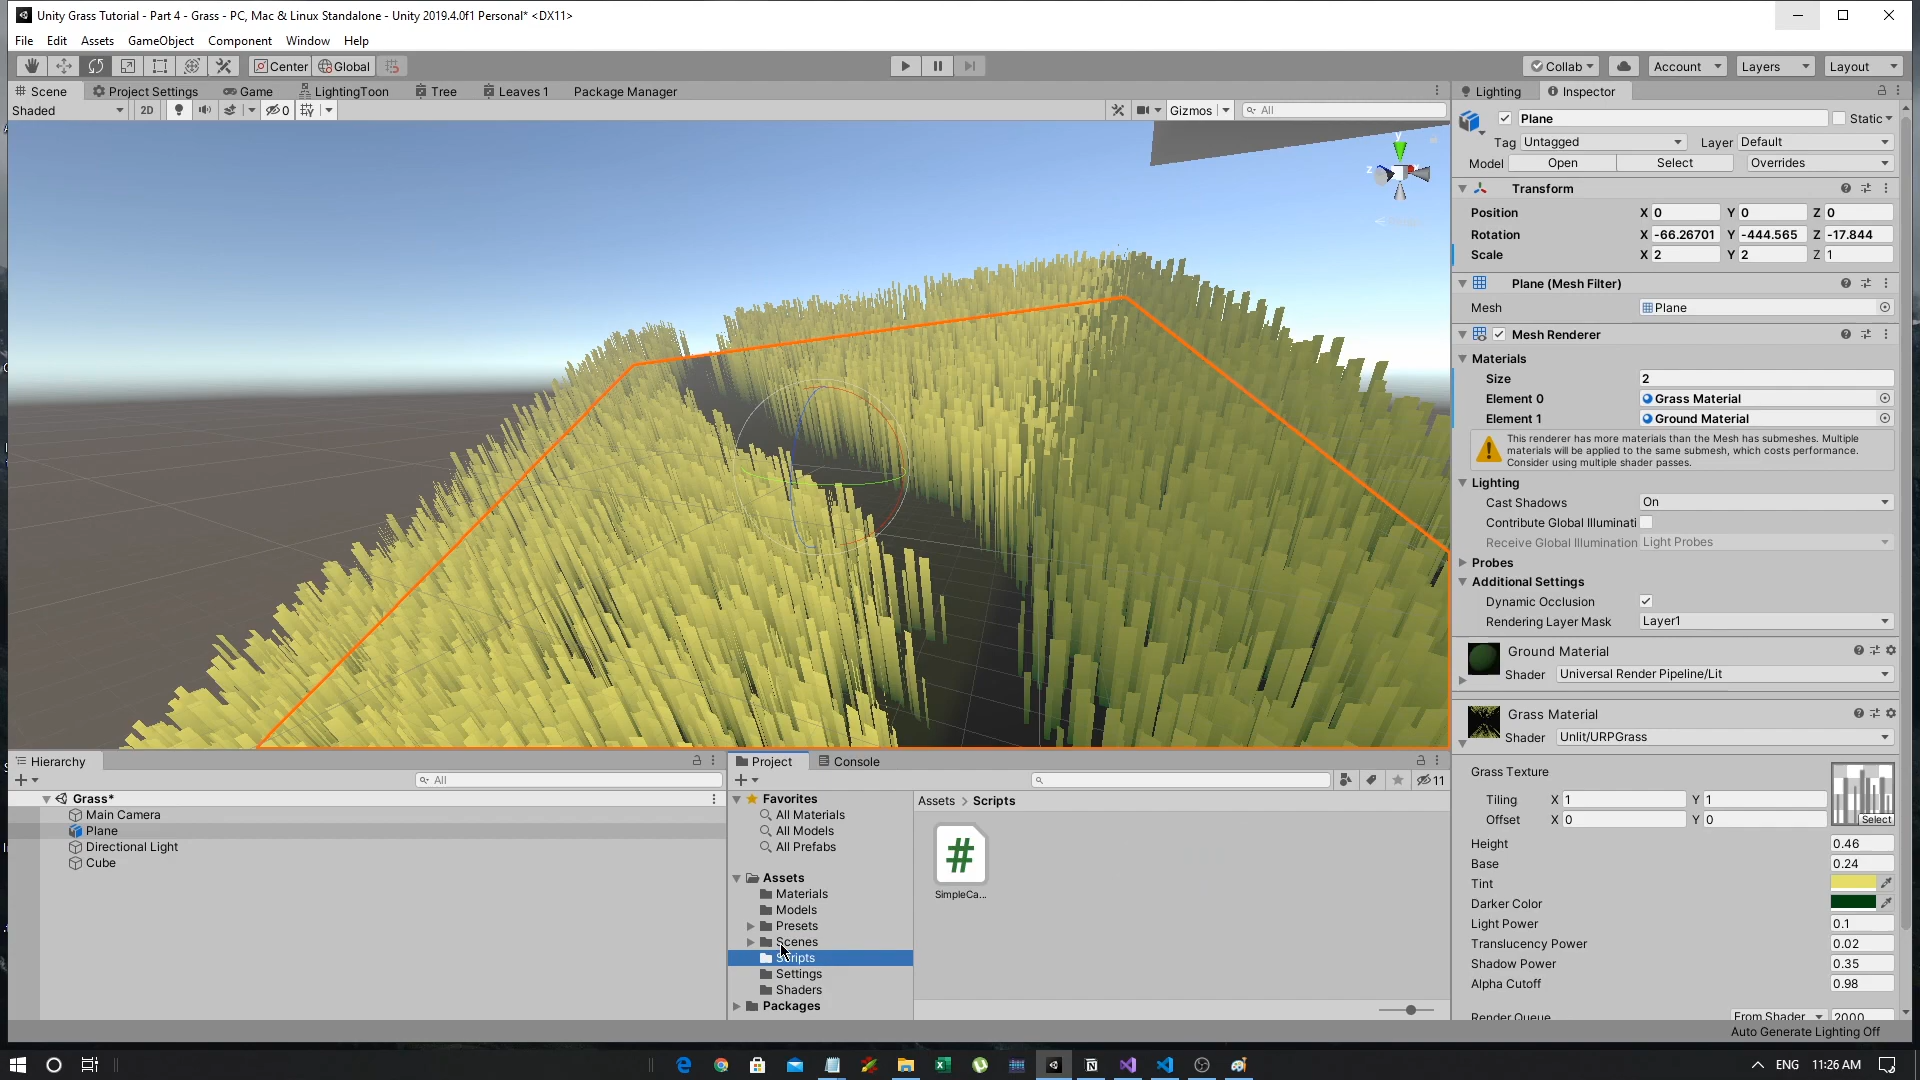 Unity Grass Tutorial - Part 4 - Grass - PC, Mac & Linux Standalone - Unity 2019.4.0f1 Personal* <DX11>
File Edit Assets GameObject Component Window Help
Center Global Collab Account Layers Layout
Scene Project Settings Game LightingToon Tree Leaves 1 Package Manager
Shaded 2D 0 Gizmos All
y
z
Lighting Inspector
Plane Static
Tag Untagged Layer Default
Model Open Select Overrides
Transform
Position X 0 Y 0 Z 0
Rotation X -66.26701 Y -444.565 Z -17.844
Scale X 2 Y 2 Z 1
Plane (Mesh Filter)
Mesh Plane
Mesh Renderer
Materials
Size 2
Element 0 Grass Material
Element 1 Ground Material
This renderer has more materials than the Mesh has submeshes. Multiple
materials will be applied to the same submesh, which costs performance.
Consider using multiple shader passes.
Lighting
Cast Shadows On
Contribute Global Illuminati
Receive Global Illumination Light Probes
Probes
Additional Settings
Dynamic Occlusion
Rendering Layer Mask Layer1
Ground Material
Shader Universal Render Pipeline/Lit
Grass Material
Shader Unlit/URPGrass
Grass Texture
Tiling X 1 Y 1
Offset X 0 Y 0
Select
Height 0.46
Base 0.24
Tint
Darker Color
Light Power 0.1
Translucency Power 0.02
Shadow Power 0.35
Alpha Cutoff 0.98
Render Queue From Shader 2000
Auto Generate Lighting Off
Hierarchy
All
Grass*
Main Camera
Plane
Directional Light
Cube
Project Console
11
Favorites
All Materials
All Models
All Prefabs
Assets
Materials
Models
Presets
Scenes
Scripts
Settings
Shaders
Packages
Assets > Scripts
#
SimpleCa...
ENG 11:26 AM